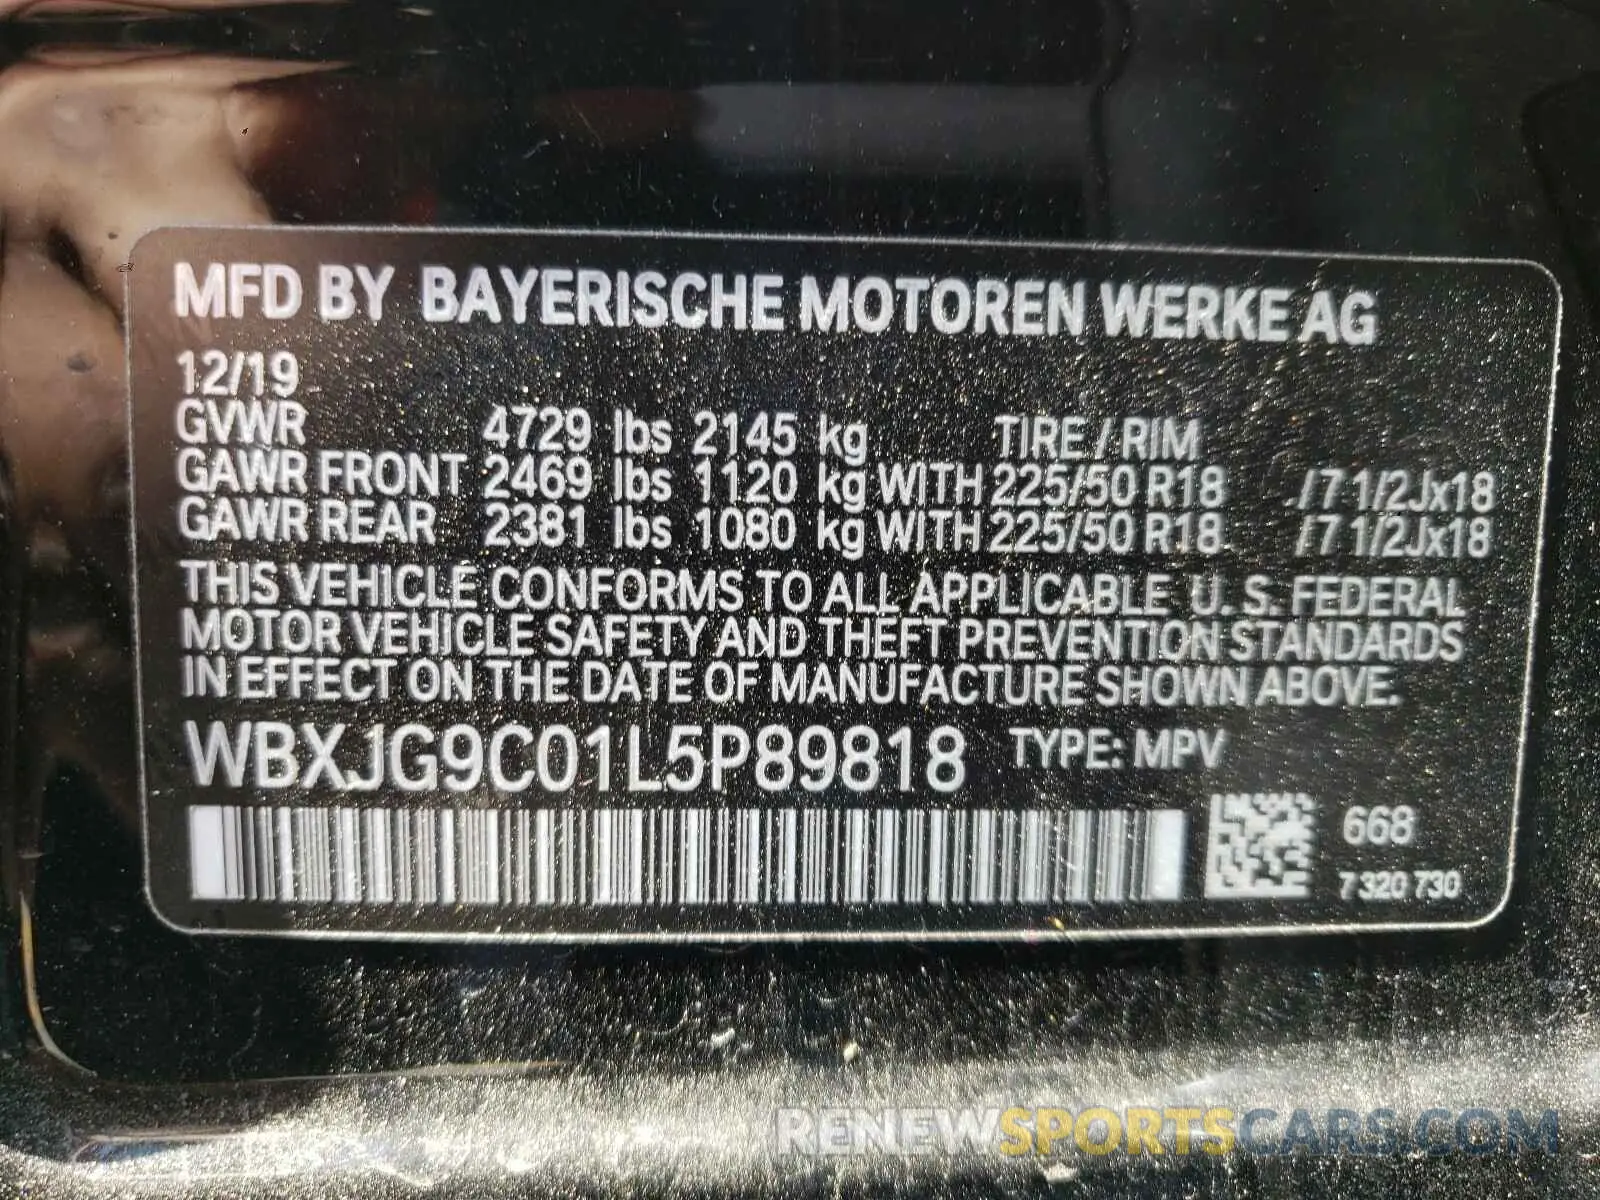 MFD BY BAYERISCHE MOTOREN WERKE AG
12/19
GVWR 4729 lbs 2145 kg TIRE / RIM
GAWR FRONT 2469 lbs 1120 kg WITH 225/50 R18 /7 1/2Jx18
GAWR REAR 2381 lbs 1080 kg WITH 225/50 R18 /7 1/2Jx18
THIS VEHICLE CONFORMS TO ALL APPLICABLE U. S. FEDERAL
MOTOR VEHICLE SAFETY AND THEFT PREVENTION STANDARDS
IN EFFECT ON THE DATE OF MANUFACTURE SHOWN ABOVE.
WBXJG9C01L5P89818 TYPE: MPV
668
7 320 730
RENEWSPORTSCARS.COM